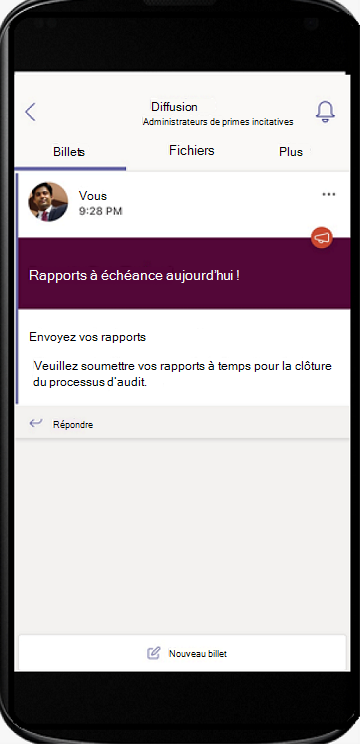 Diffusion
Administrateurs de primes incitatives
Billets
Fichiers
Plus
Vous
9:28 PM
Rapports à échéance aujourd'hui !
Envoyez vos rapports
Veuillez soumettre vos rapports à temps pour la clôture
du processus d'audit.
Répondre
Nouveau billet